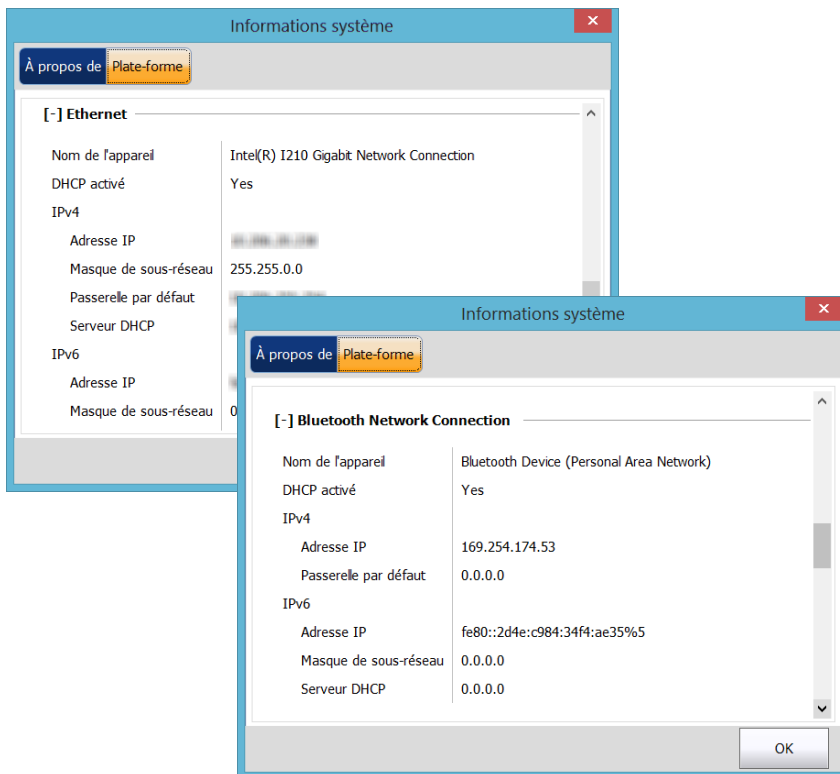 Informations système
À propos de Plate-forme
[-] Ethernet
Nom de l'appareil Intel(R) I210 Gigabit Network Connection
DHCP activé Yes
IPv4
Adresse IP
Masque de sous-réseau 255.255.0.0
Passerelle par défaut
Serveur DHCP
IPv6
Adresse IP
Masque de sous-réseau 0
Informations système
À propos de Plate-forme
[-] Bluetooth Network Connection
Nom de l'appareil Bluetooth Device (Personal Area Network)
DHCP activé Yes
IPv4
Adresse IP 169.254.174.53
Passerelle par défaut 0.0.0.0
IPv6
Adresse IP fe80::2d4e:c984:34f4:ae35%5
Masque de sous-réseau 0.0.0.0
Serveur DHCP 0.0.0.0
OK